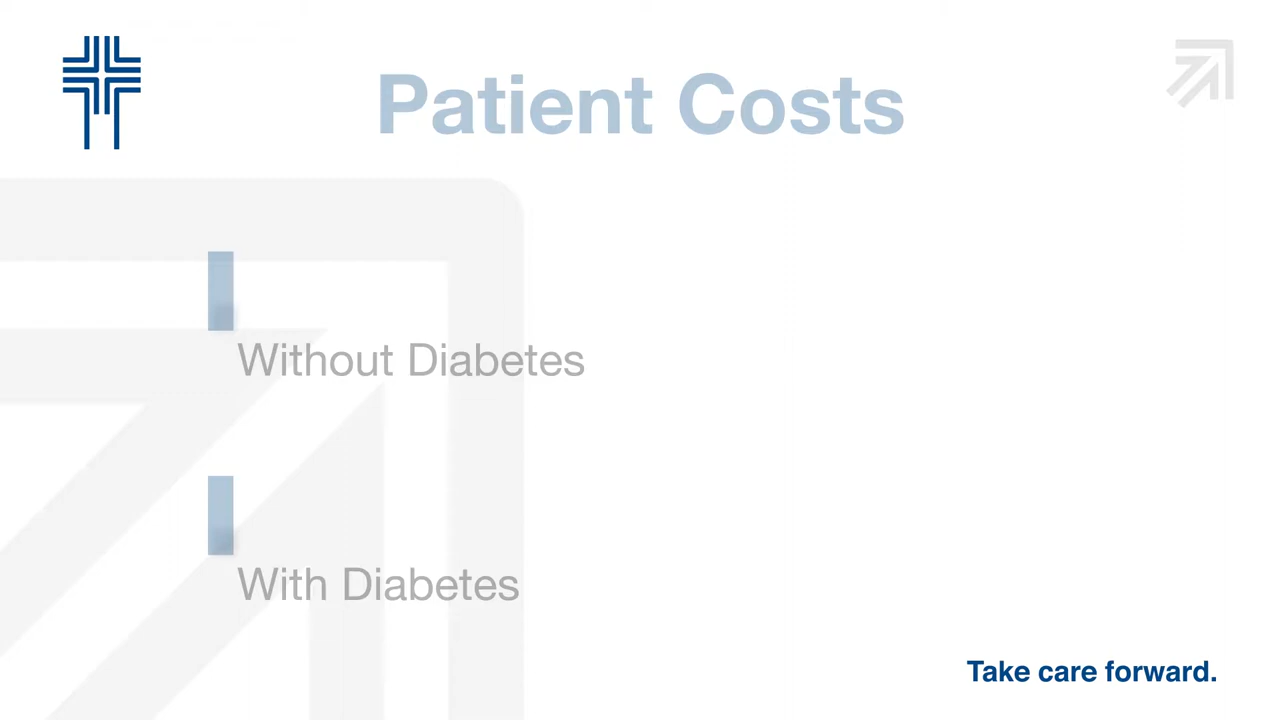 Patient Costs
Without Diabetes
With Diabetes
Take care forward.